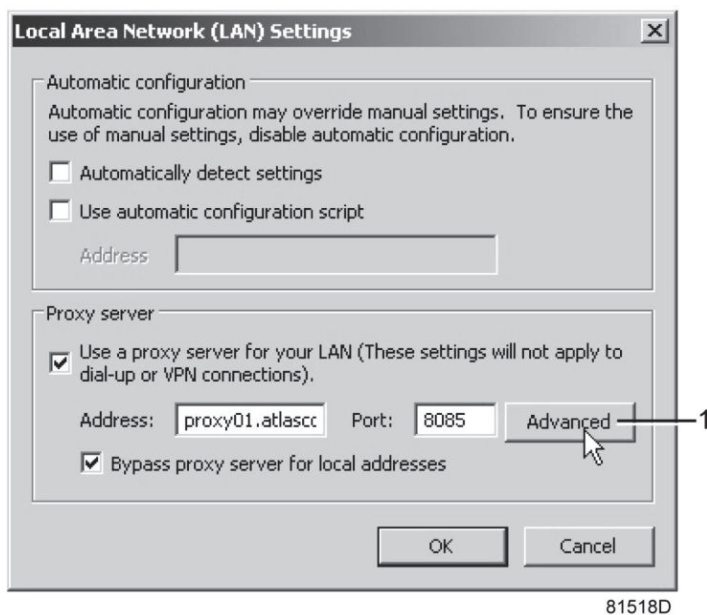 Local Area Network (LAN) Settings
Automatic configuration
Automatic configuration may override manual settings. To ensure the
use of manual settings, disable automatic configuration.
Automatically detect settings
Use automatic configuration script
Address
Proxy server
Use a proxy server for your LAN (These settings will not apply to
dial-up or VPN connections).
Address: proxy01.atlascc Port: 8085 Advanced 1
Bypass proxy server for local addresses
OK Cancel
81518D